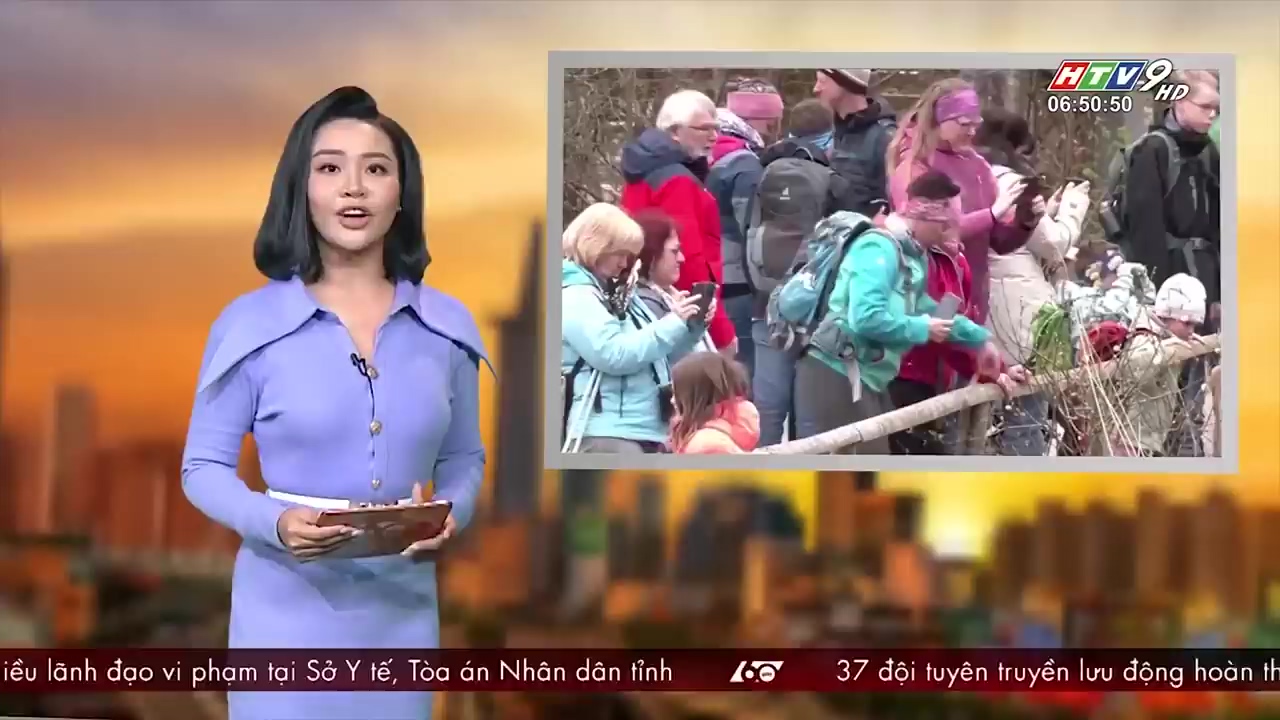 HTV9 HD
06:50:50
iều lãnh đạo vi phạm tại Sở Y tế, Tòa án Nhân dân tỉnh 60 giây 37 đội tuyên truyền lưu động hoàn th